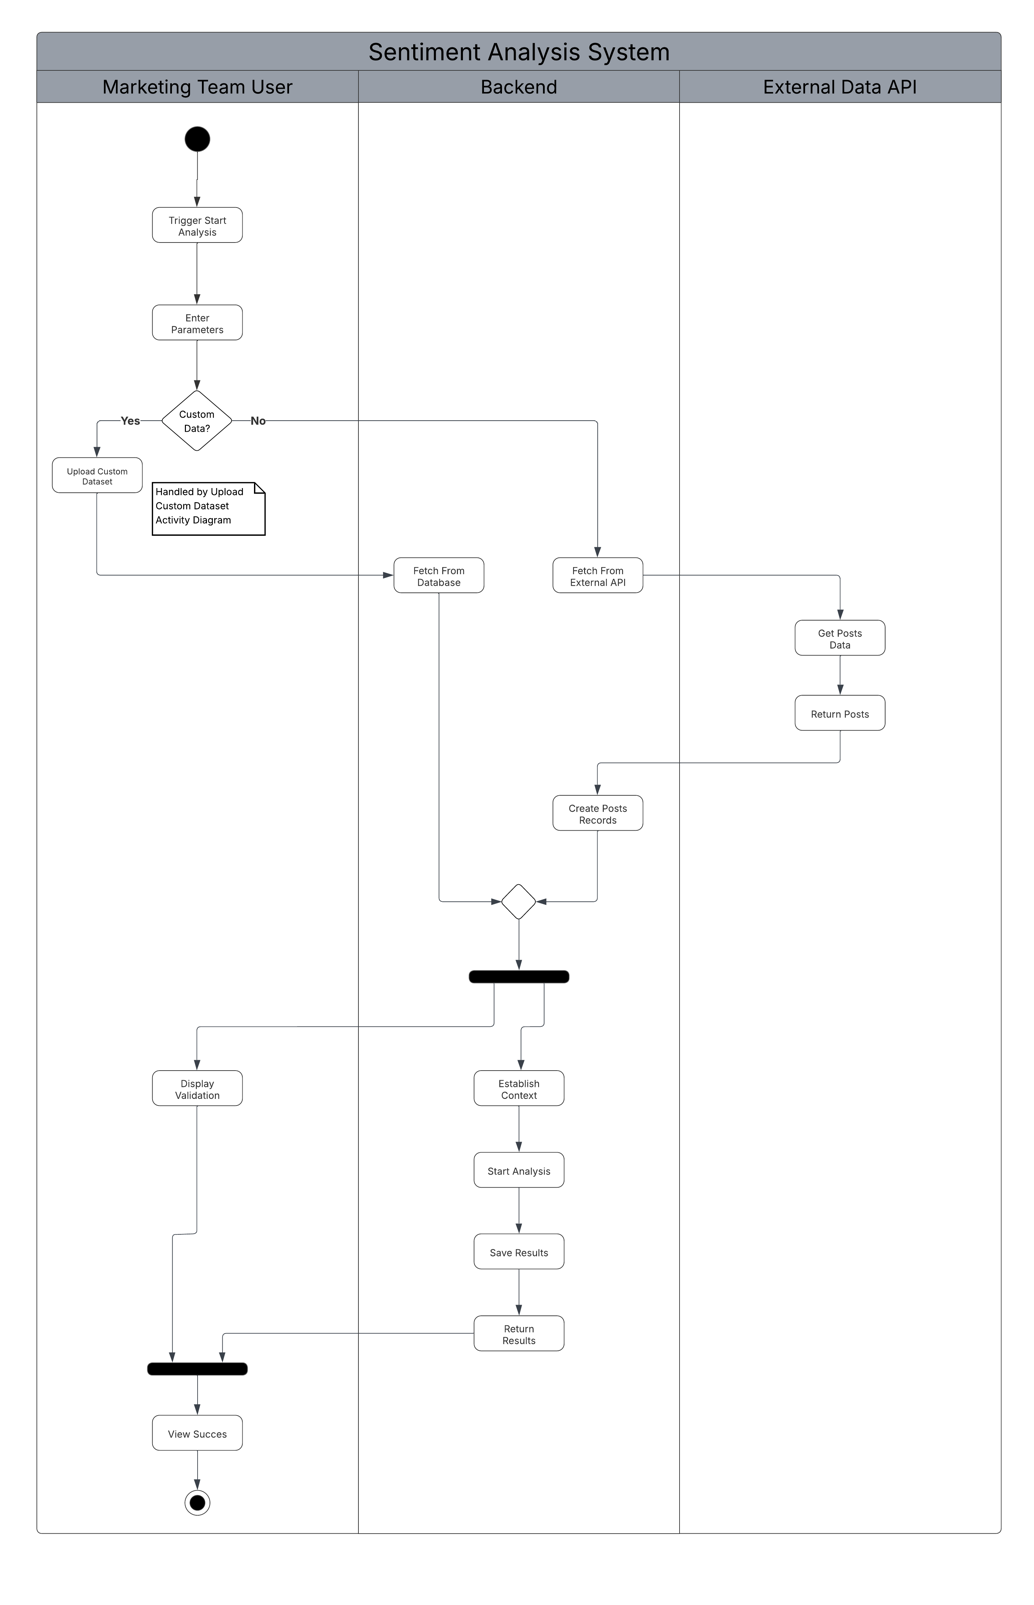 Sentiment Analysis System
Marketing Team User
Backend
External Data API
Trigger Start
Analysis
Enter
Parameters
Custom
Data?
Yes
No
Upload Custom
Dataset
Handled by Upload
Custom Dataset
Activity Diagram
Fetch From
Database
Fetch From
External API
Get Posts
Data
Return Posts
Create Posts
Records
Display
Validation
Establish
Context
Start Analysis
Save Results
Return
Results
View Succes